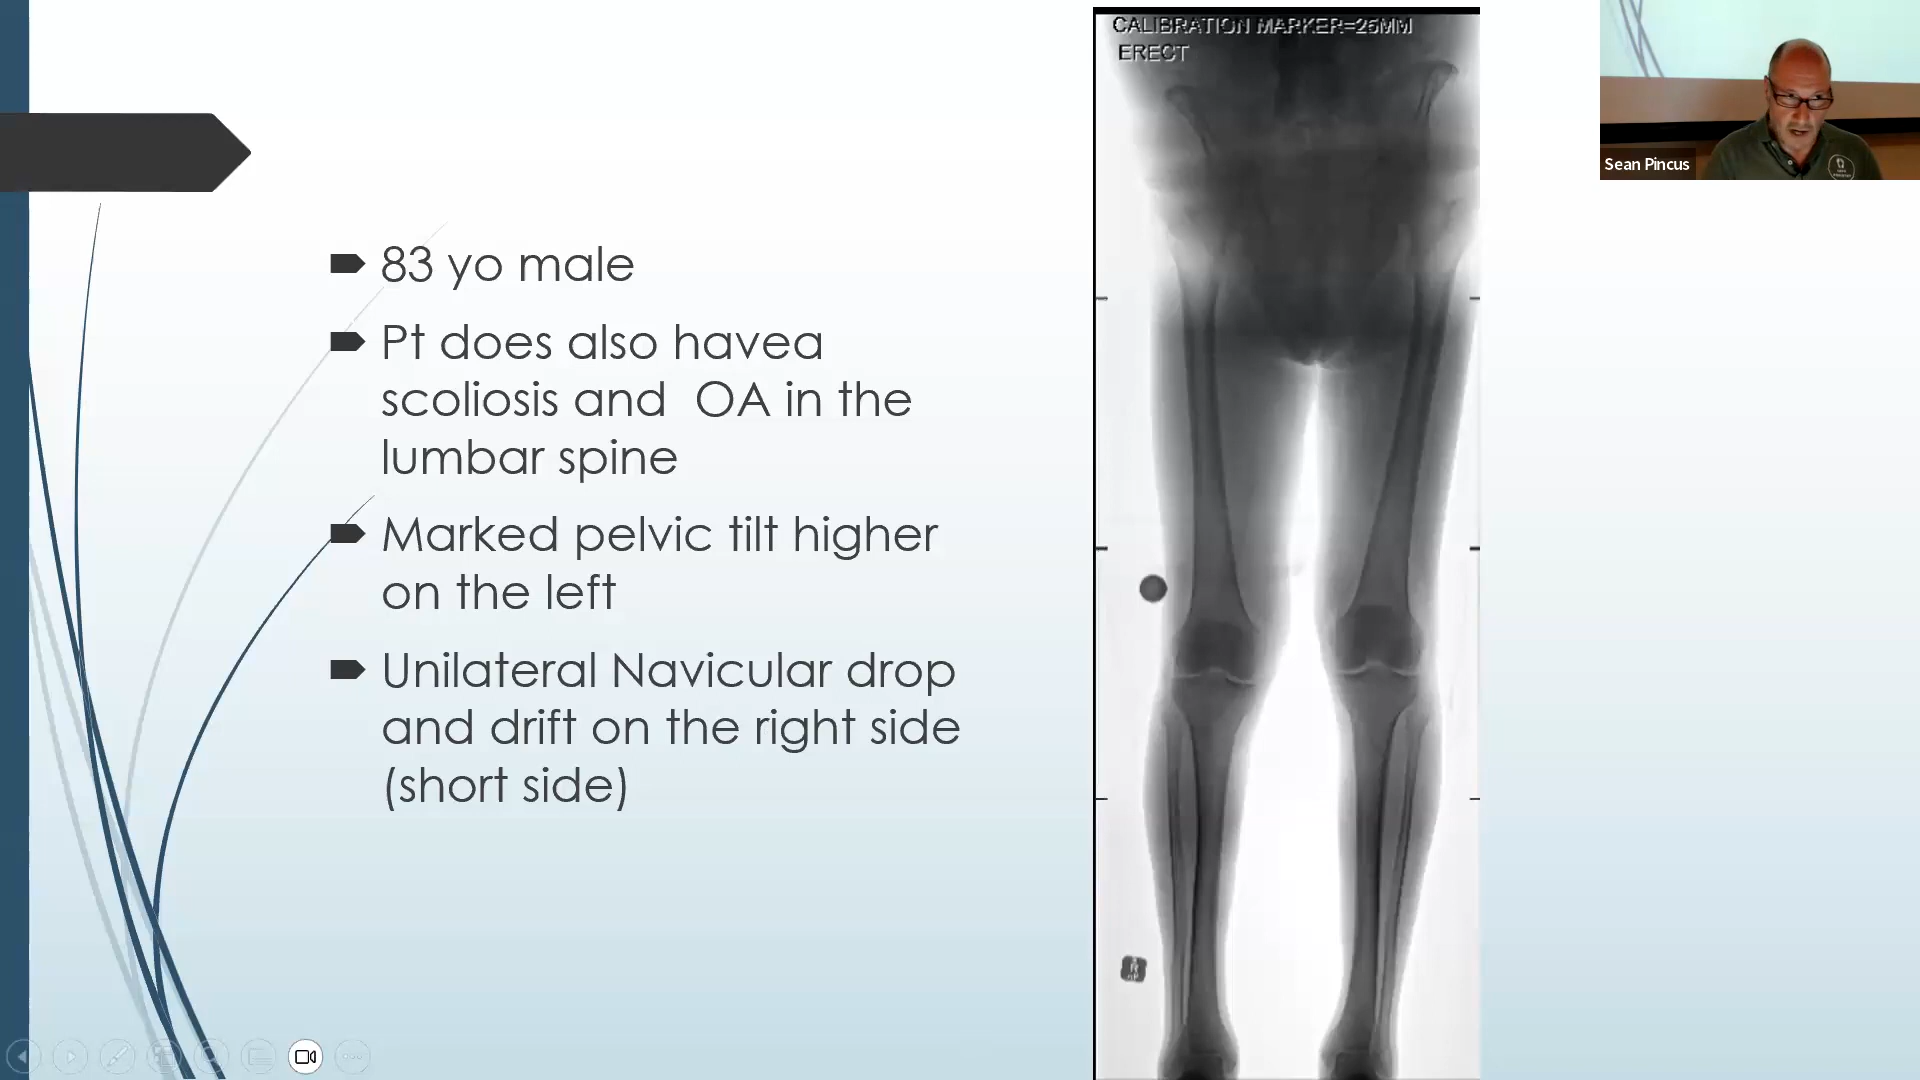 CALIBRATION MARKER=25MM
ERECT
Sean Pincus
83 yo male
Pt does also havea
scoliosis and OA in the
lumbar spine
Marked pelvic tilt higher
on the left
Unilateral Navicular drop
and drift on the right side
(short side)
R